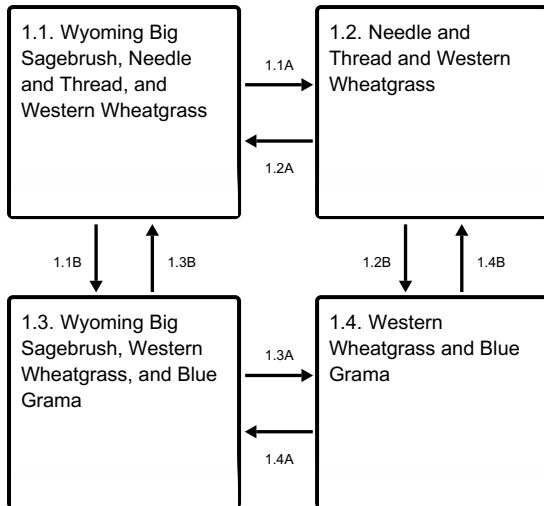 1.1. Wyoming Big
Sagebrush, Needle
and Thread, and
Western Wheatgrass
1.1A
1.2. Needle and
Thread and Western
Wheatgrass
1.2A
1.1B
1.3B
1.2B
1.4B
1.3. Wyoming Big
Sagebrush, Western
Wheatgrass, and Blue
Grama
1.3A
1.4. Western
Wheatgrass and Blue
Grama
1.4A